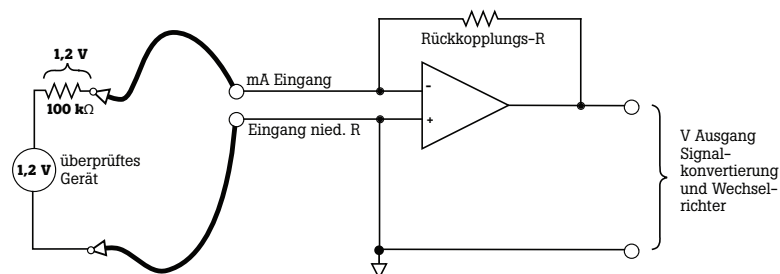 1,2 V
100 kΩ
1,2 V
überprüftes
Gerät
mA Eingang
Eingang nied. R
Rückkopplungs-R
-
+
V Ausgang
Signal-
konvertierung
und Wechsel-
richter